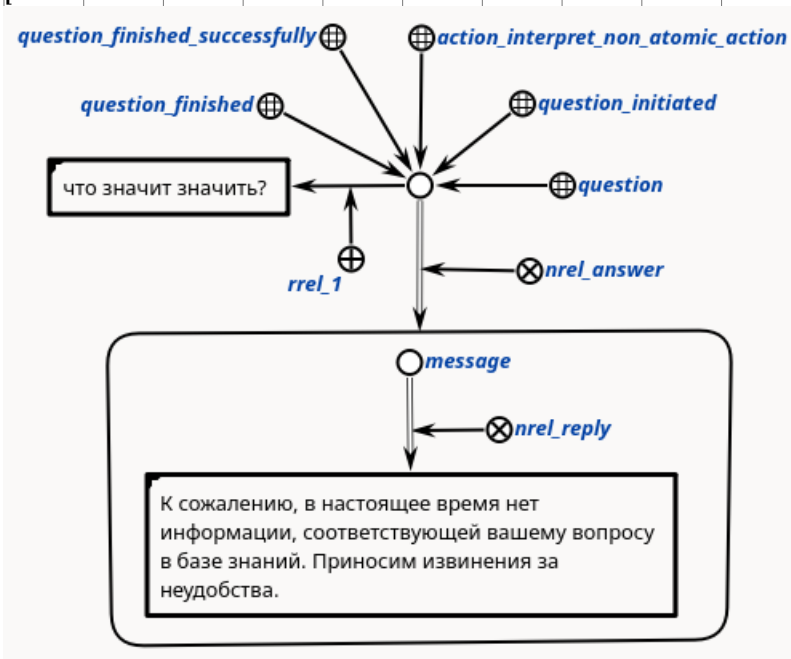 question_finished_successfully
action_interpret_non_atomic_action
question_finished
question_initiated
что значит значить?
question
rrel_1
nrel_answer
message
nrel_reply
К сожалению, в настоящее время нет
информации, соответствующей вашему вопросу
в базе знаний. Приносим извинения за
неудобства.